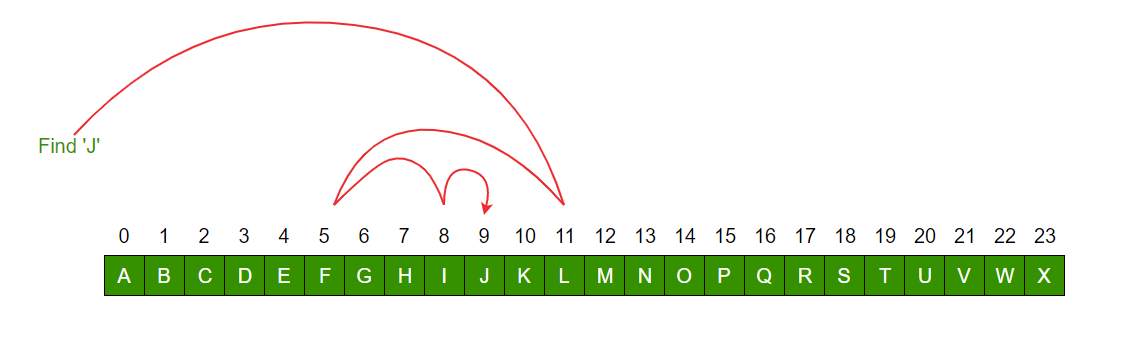 Find 'J'
0 1 2 3 4 5 6 7 8 9 10 11 12 13 14 15 16 17 18 19 20 21 22 23
A B C D E F G H I J K L M N O P Q R S T U V W X